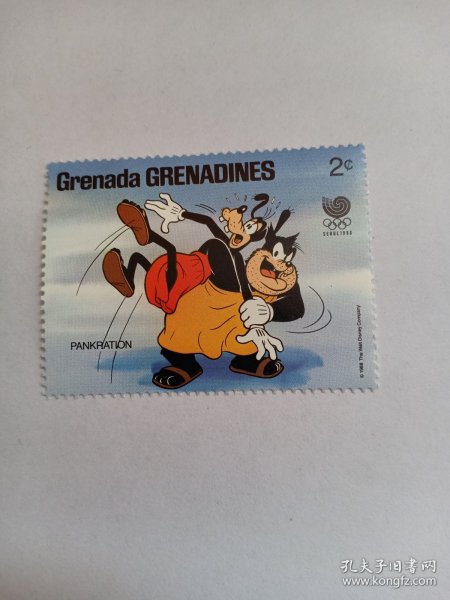 Grenada GRENADINES
2¢
SEOUL 1988
PANKRATION
© 1988 The Walt Disney Company
孔夫子旧书网
www.kongfz.com